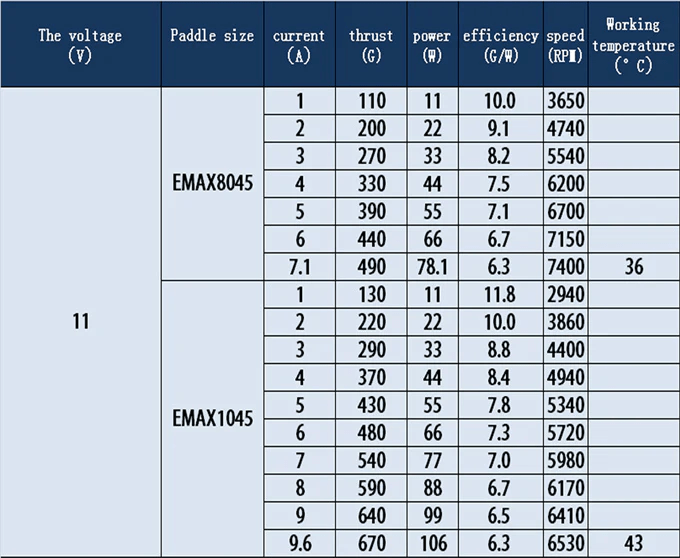 The voltage (V) Paddle size current (A) thrust (G) power (W) efficiency (G/W) speed (RPM) Working temperature (° C)
11 EMAX8045 1 110 11 10.0 3650
2 200 22 9.1 4740
3 270 33 8.2 5540
4 330 44 7.5 6200
5 390 55 7.1 6700
6 440 66 6.7 7150
7.1 490 78.1 6.3 7400 36
EMAX1045 1 130 11 11.8 2940
2 220 22 10.0 3860
3 290 33 8.8 4400
4 370 44 8.4 4940
5 430 55 7.8 5340
6 480 66 7.3 5720
7 540 77 7.0 5980
8 590 88 6.7 6170
9 640 99 6.5 6410
9.6 670 106 6.3 6530 43